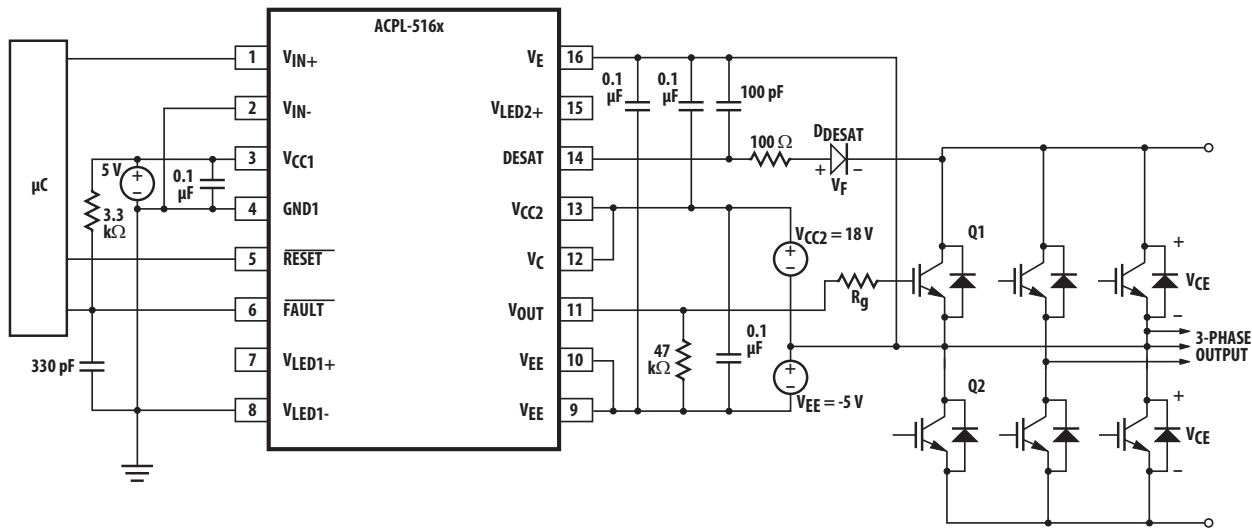 ACPL-516x
μC
1 VIN+
2 VIN-
3 VCC1
4 GND1
5 RESET
6 FAULT
7 VLED1+
8 VLED1-
VE 16
VLED2+ 15
DESAT 14
VCC2 13
VC 12
VOUT 11
VEE 10
VEE 9
5 V
+
–
0.1
μF
3.3
kΩ
330 pF
0.1
μF
0.1
μF
100 pF
100 Ω
DDESAT
+ VF –
VCC2 = 18 V
+
–
Rg
47
kΩ
0.1
μF
+
–
VEE = -5 V
Q1
+
VCE
–
3-PHASE
OUTPUT
Q2
+
VCE
–